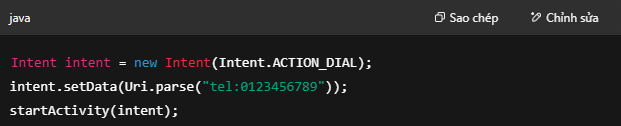 java
Sao chép
Chỉnh sửa
Intent intent = new Intent(Intent.ACTION_DIAL);
intent.setData(Uri.parse("tel:0123456789"));
startActivity(intent);